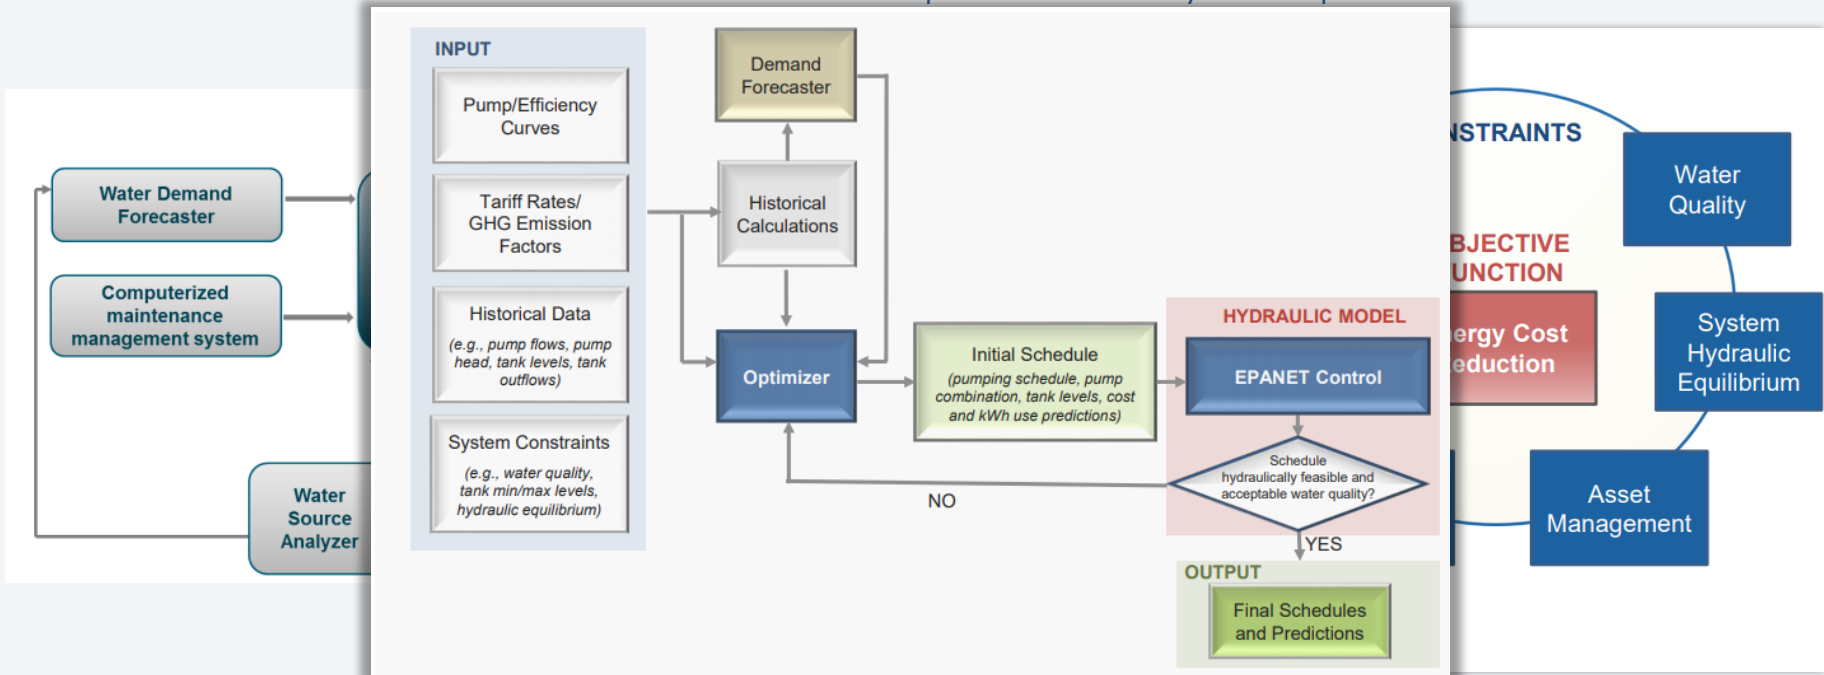 Water Demand
Forecaster
Computerized
maintenance
management system
Water
Source
Analyzer
INPUT
Pump/Efficiency
Curves
Tariff Rates/
GHG Emission
Factors
Historical Data
(e.g., pump flows, pump
head, tank levels, tank
outflows)
System Constraints
(e.g., water quality,
tank min/max levels,
hydraulic equilibrium)
Demand
Forecaster
Historical
Calculations
Optimizer
Initial Schedule
(pumping schedule, pump
combination, tank levels, cost
and kWh use predictions)
HYDRAULIC MODEL
EPANET Control
Schedule
hydraulically feasible and
acceptable water quality?
NO
YES
OUTPUT
Final Schedules
and Predictions
NSTRAINTS
BJECTIVE
UNCTION
ergy Cost
eduction
Water
Quality
System
Hydraulic
Equilibrium
Asset
Management